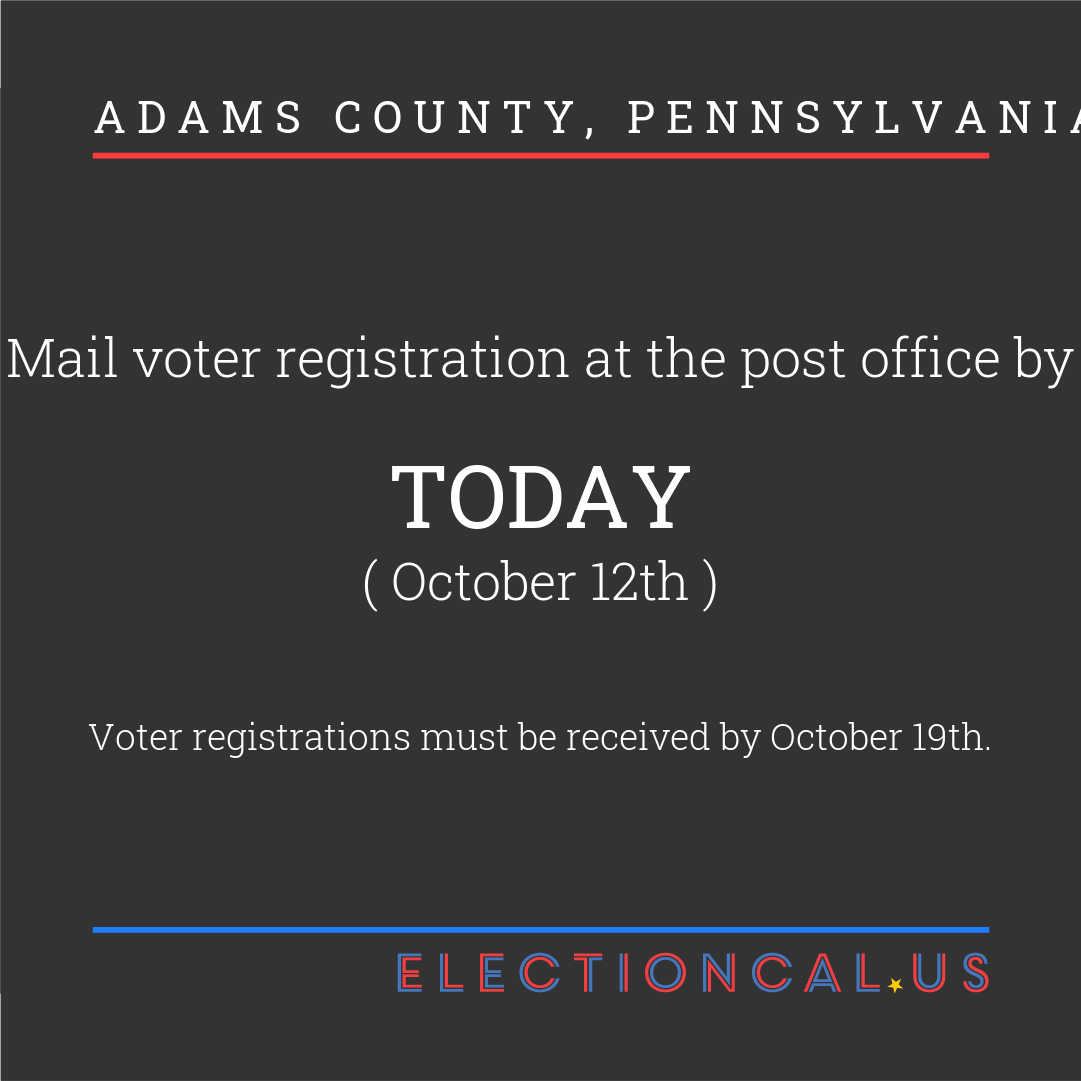 ADAMS COUNTY, PENNSYLVANIA
Mail voter registration at the post office by
TODAY
( October 12th )
Voter registrations must be received by October 19th.
ELECTIONCAL.US